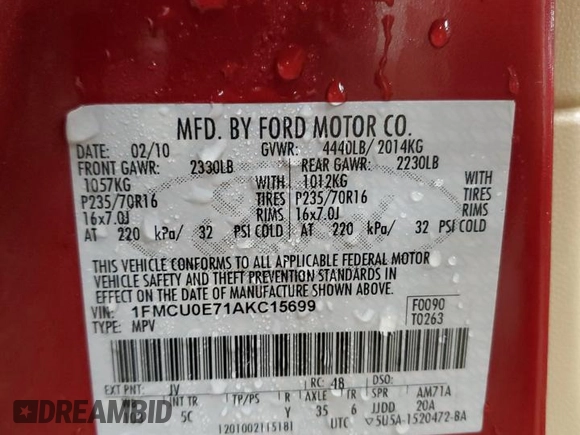 MFD. BY FORD MOTOR CO.
DATE: 02/10 GVWR: 4440LB/ 2014KG
FRONT GAWR: 2330LB REAR GAWR: 2230LB
1057KG WITH 1012KG WITH
P235/70R16 TIRES P235/70R16 TIRES
16x7.0J RIMS 16x7.0J RIMS
AT 220 kPa/ 32 PSI COLD AT 220 kPa/ 32 PSI COLD
THIS VEHICLE CONFORMS TO ALL APPLICABLE FEDERAL MOTOR
VEHICLE SAFETY AND THEFT PREVENTION STANDARDS IN
EFFECT ON THE DATE OF MANUFACTURE SHOWN ABOVE.
VIN: 1FMCU0E71AKC15699 F0090
TYPE: MPV T0263
EXT PNT: JV RC: 48 DSO:
INT TR TP/PS R AXLE TR SPR AM71A
5C Y 35 6 JJDD 20A
1201002115181 UTC 5U5A-1520472-BA
DREAMBID